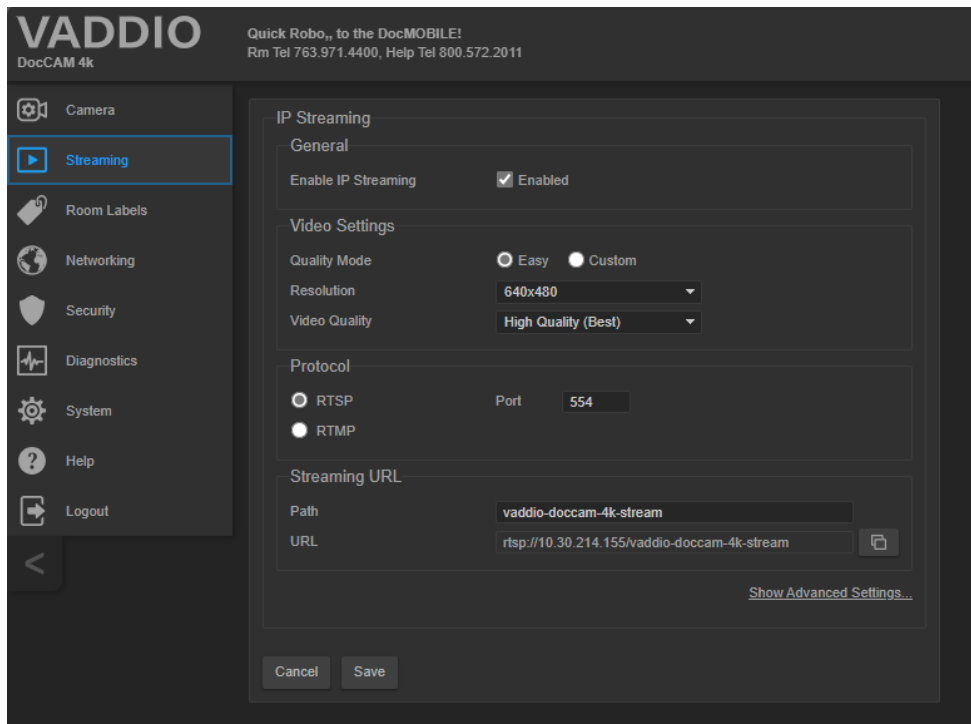 VADDIO
DocCAM 4k
Quick Robo,, to the DocMOBILE!
Rm Tel 763.971.4400, Help Tel 800.572.2011
Camera
Streaming
Room Labels
Networking
Security
Diagnostics
System
Help
Logout
<
IP Streaming
General
Enable IP Streaming Enabled
Video Settings
Quality Mode Easy Custom
Resolution 640x480
Video Quality High Quality (Best)
Protocol
RTSP Port 554
RTMP
Streaming URL
Path vaddio-doccam-4k-stream
URL rtsp://10.30.214.155/vaddio-doccam-4k-stream
Show Advanced Settings...
Cancel Save